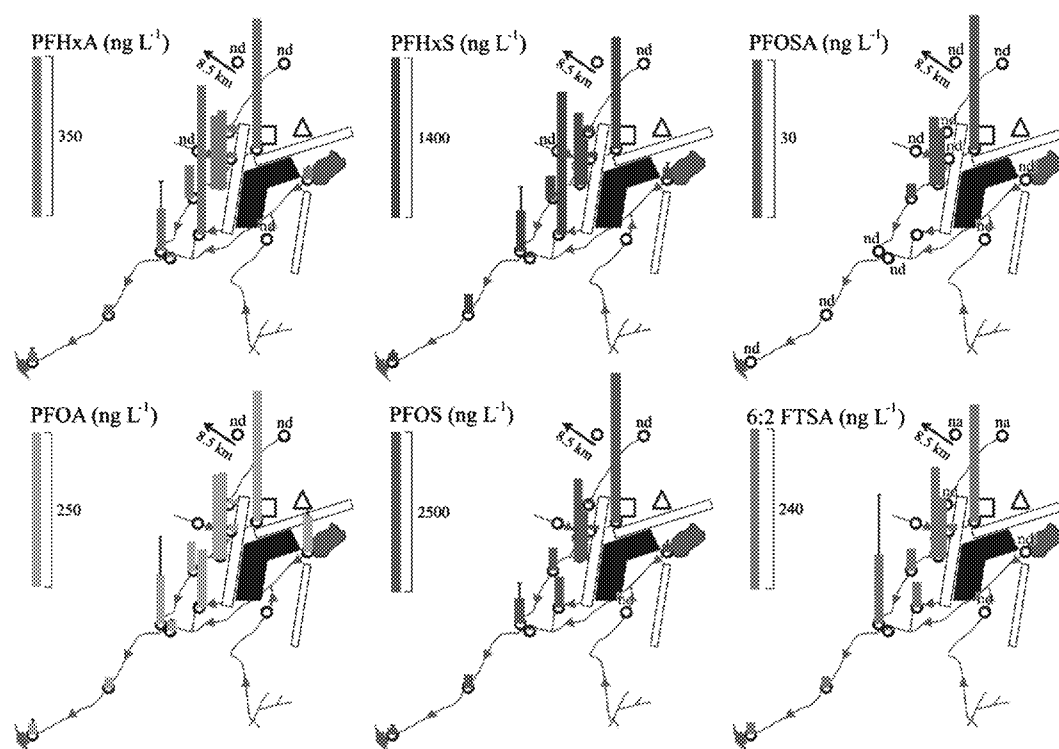 PFHxA (ng L⁻¹)
350
nd
nd
8.5 km
nd
nd
PFHxS (ng L⁻¹)
1400
nd
8.5 km
nd
nd
PFOSA (ng L⁻¹)
30
nd
nd
8.5 km
nd
nd
nd
nd
nd
nd
nd
nd
PFOA (ng L⁻¹)
250
nd
nd
8.5 km
PFOS (ng L⁻¹)
2500
nd
8.5 km
nd
6:2 FTSA (ng L⁻¹)
240
na
na
8.5 km
nd
nd
nd